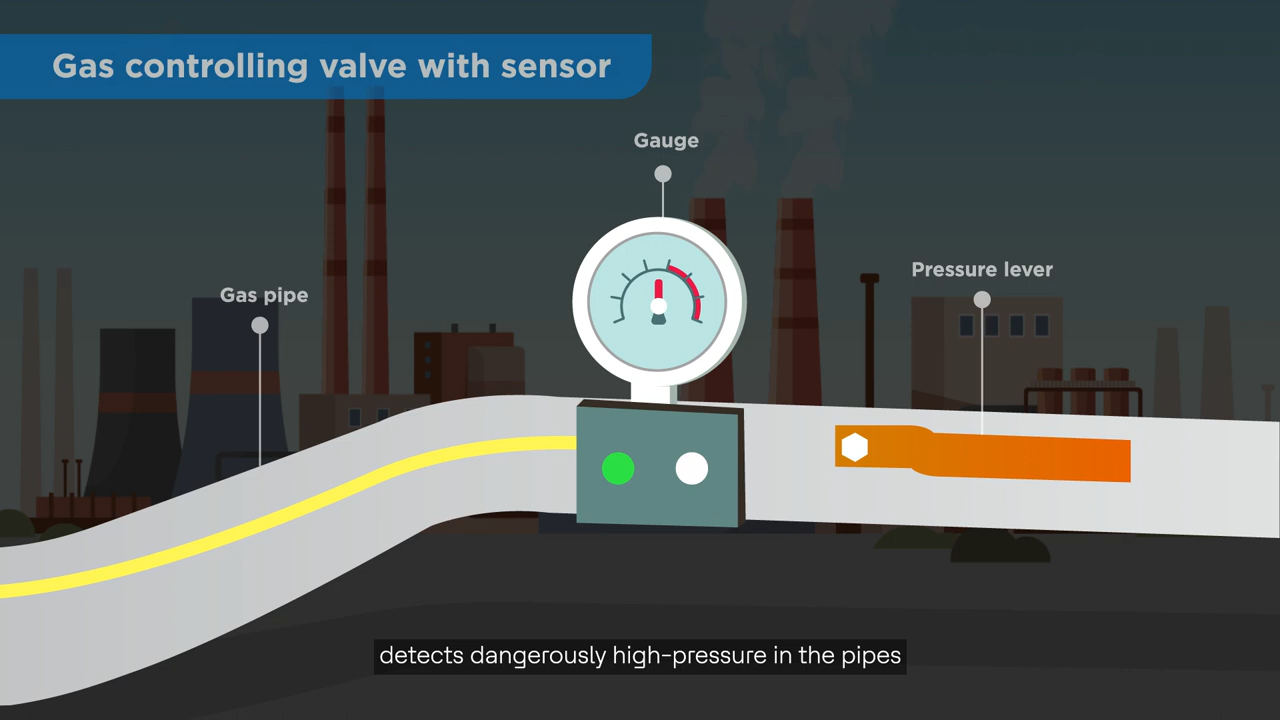 Gas controlling valve with sensor
Gauge
Pressure lever
Gas pipe
detects dangerously high-pressure in the pipes